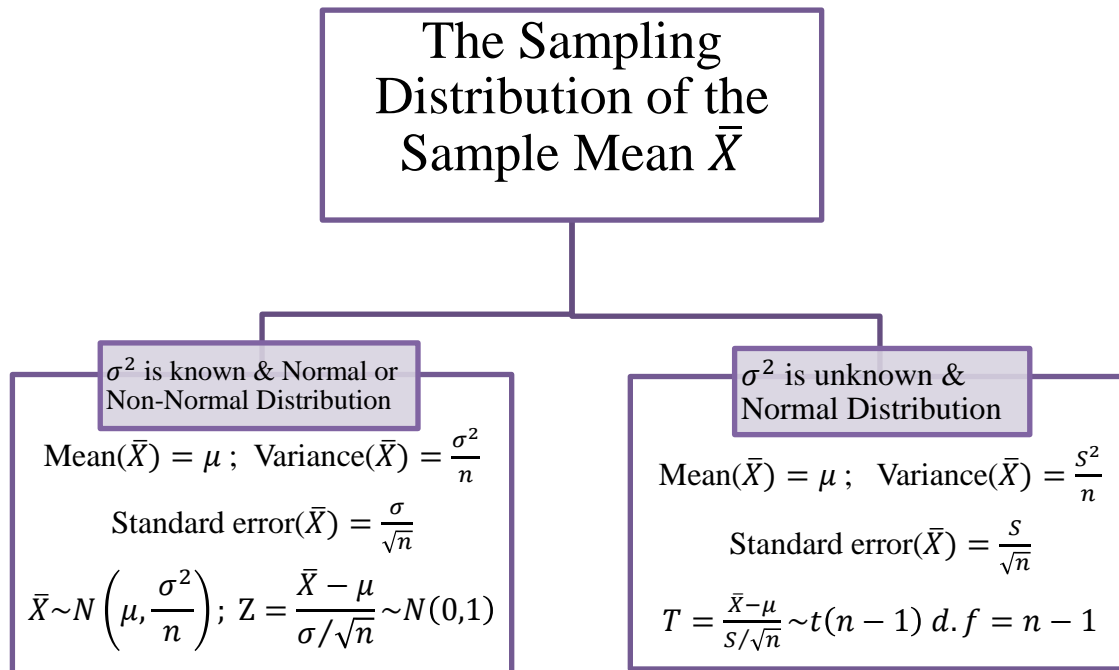 The Sampling
Distribution of the
Sample Mean X̄
σ² is known & Normal or
Non-Normal Distribution
Mean(X̄) = μ ; Variance(X̄) = σ²/n
Standard error(X̄) = σ/√n
X̄~N(μ, σ²/n); Z = (X̄ − μ)/(σ/√n) ~N(0,1)
σ² is unknown &
Normal Distribution
Mean(X̄) = μ ; Variance(X̄) = S²/n
Standard error(X̄) = S/√n
T = (X̄−μ)/(S/√n) ~t(n − 1) d.f = n − 1